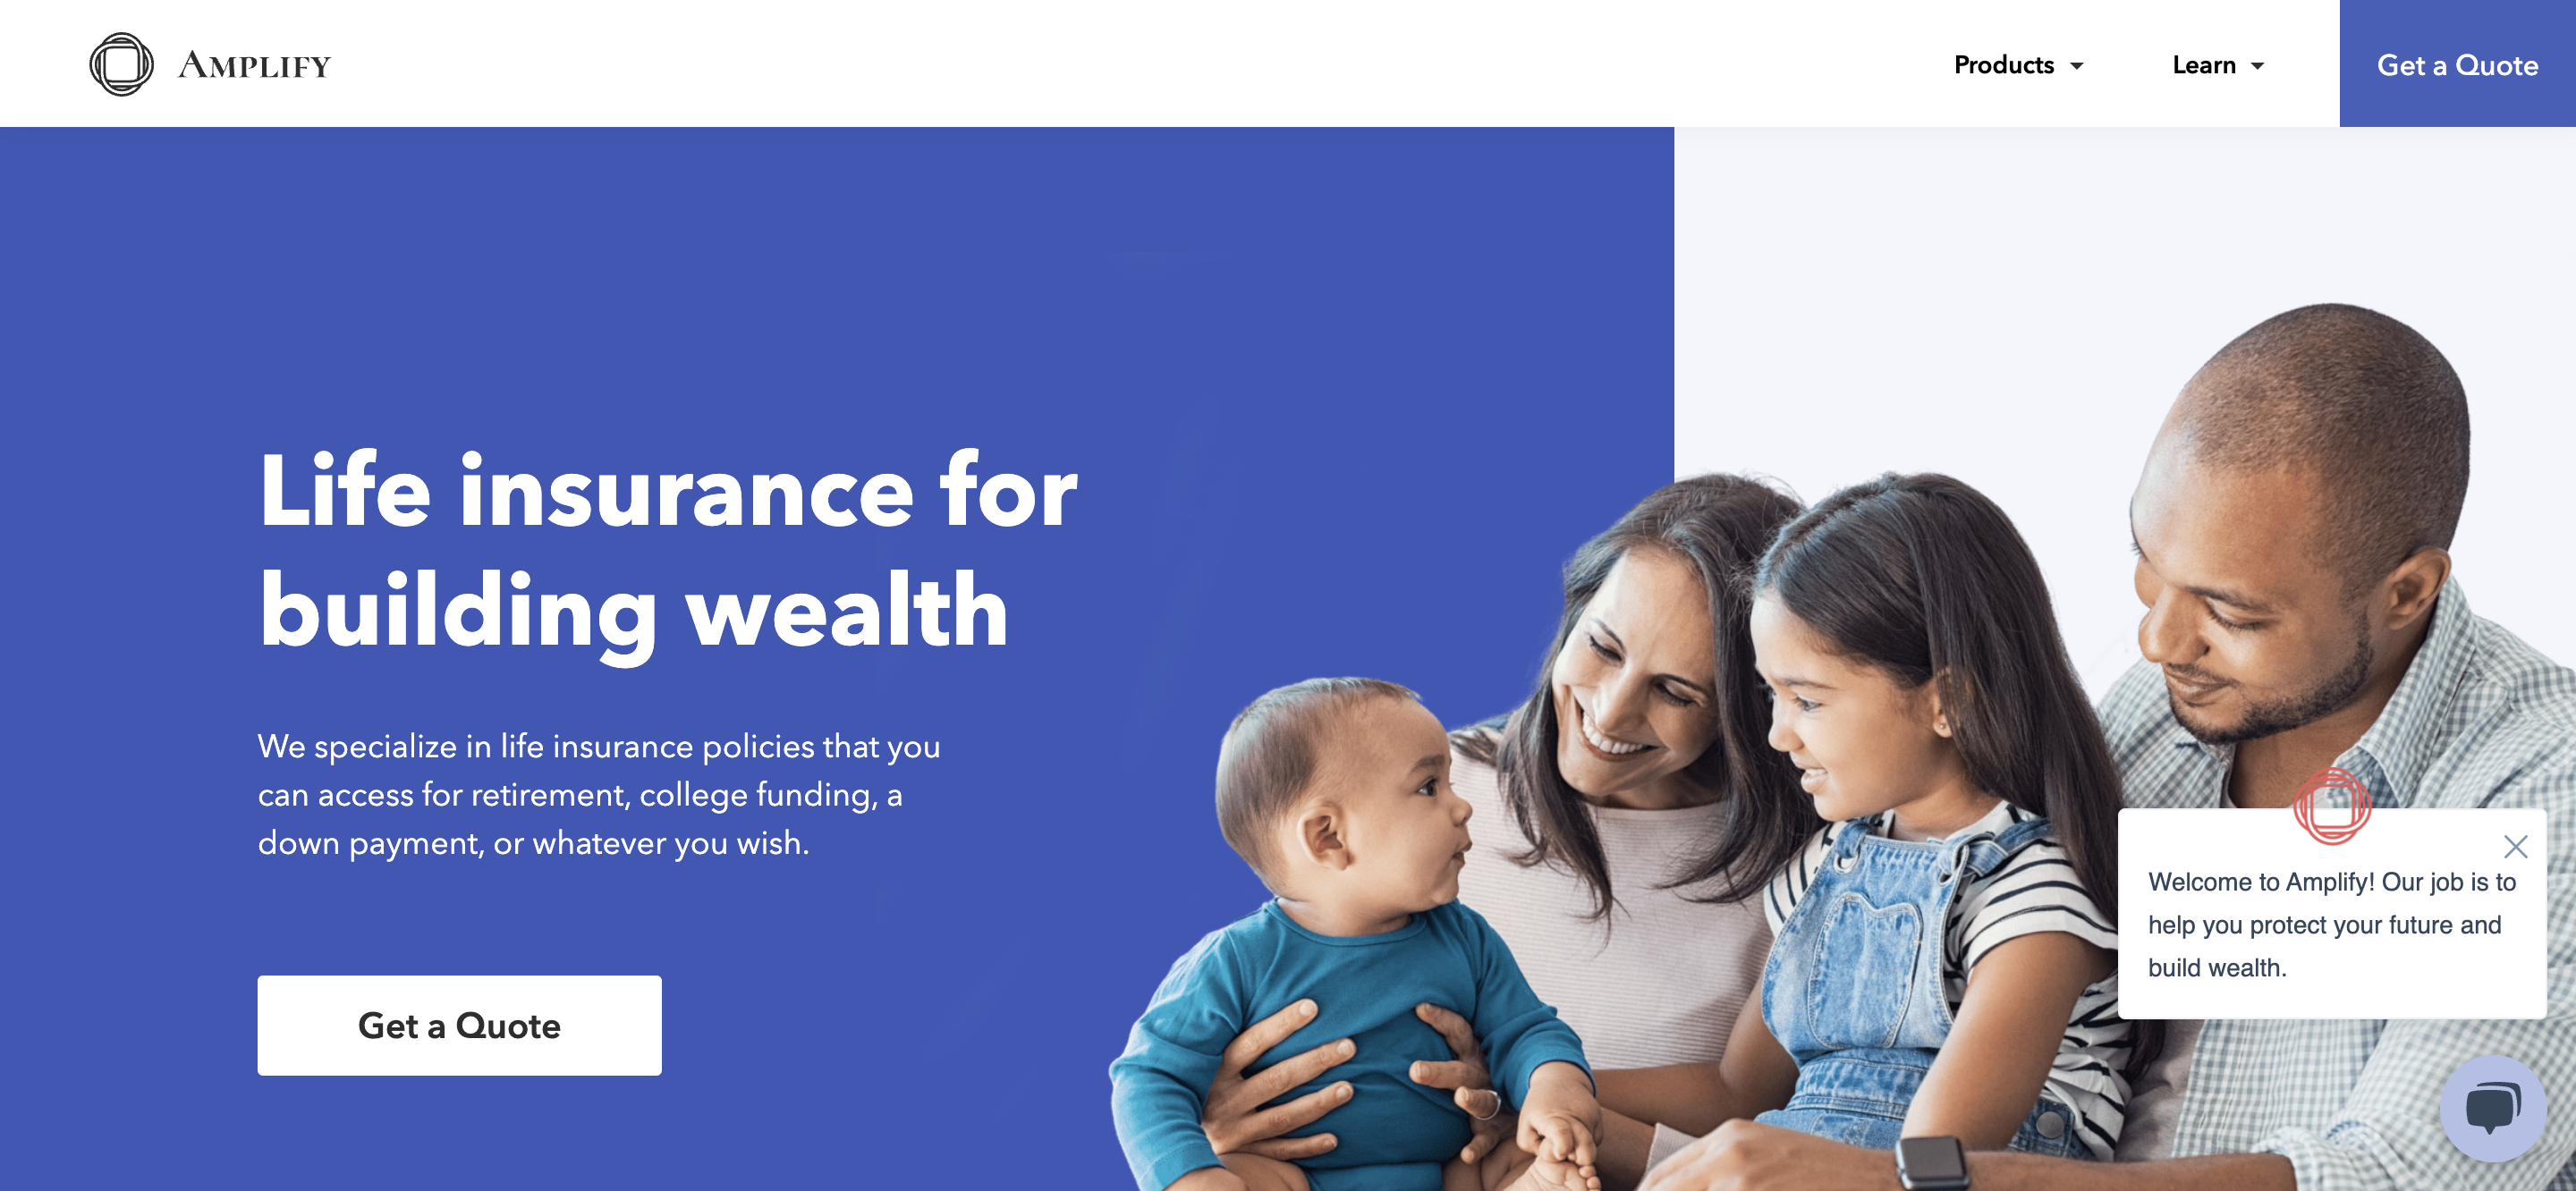 AMPLIFY
Products
Learn
Get a Quote
Life insurance for
building wealth
We specialize in life insurance policies that you
can access for retirement, college funding, a
down payment, or whatever you wish.
Get a Quote
Welcome to Amplify! Our job is to
help you protect your future and
build wealth.